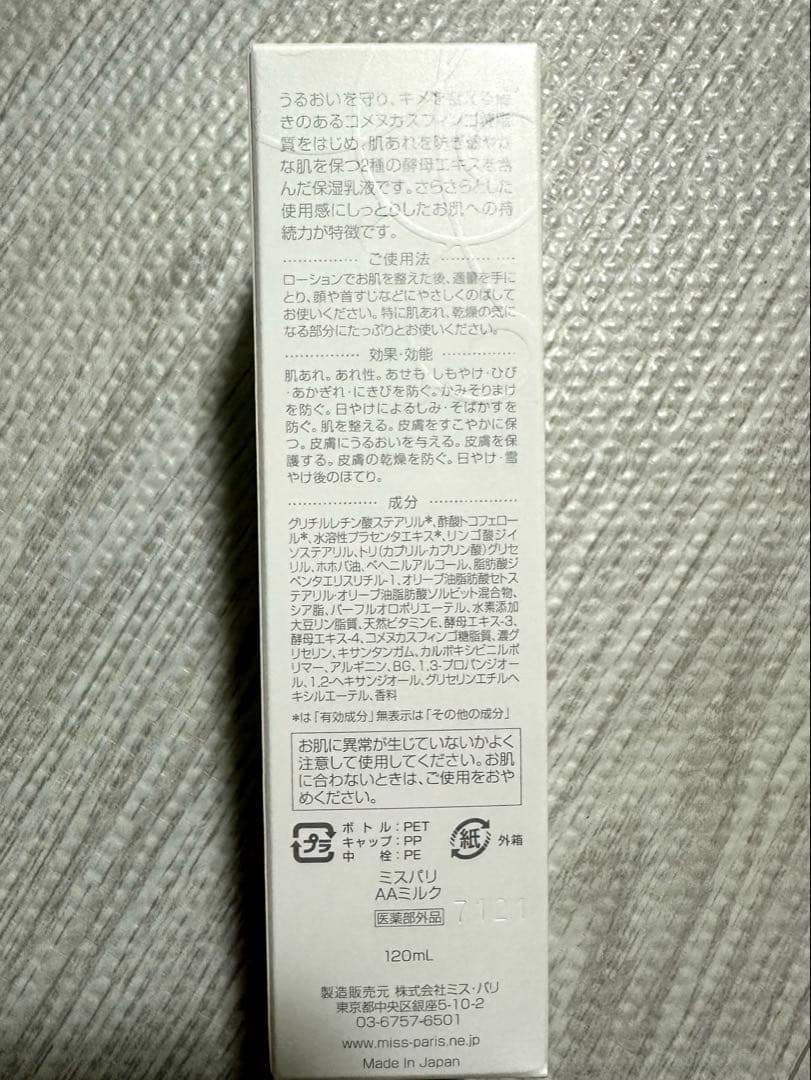 うるおいを守り、キメを整える働
きのあるコメヌカスフィンゴ糖脂
質をはじめ、肌あれを防ぎ健やか
な肌を保つ2種の酵母エキスを含
んだ保湿乳液です。さらさらとした
使用感にしっとりしたお肌への持
続力が特徴です。
ご使用法
ローションでお肌を整えた後、適量を手に
とり、顔や首すじなどにやさしくのばして
お使いください。特に肌あれ、乾燥の気に
なる部分にたっぷりとお使いください。
効果・効能
肌あれ。あれ性。あせも しもやけ・ひび
・あかぎれ・にきびを防ぐ。かみそりまけ
を防ぐ。日やけによるしみ・そばかすを
防ぐ。肌を整える。皮膚をすこやかに保
つ。皮膚にうるおいを与える。皮膚を保
護する。皮膚の乾燥を防ぐ。日やけ・雪
やけ後のほてり。
成分
グリチルレチン酸ステアリル*、酢酸トコフェロー
ル*、水溶性プラセンタエキス*、リンゴ酸ジイ
ソステアリル、トリ(カプリル・カプリン酸)グリセ
リル、ホホバ油、ベヘニルアルコール、脂肪酸ジ
ペンタエリスリチル-1、オリーブ油脂肪酸セトス
テアリル・オリーブ油脂肪酸ソルビット混合物、
シア脂、パーフルオロポリエーテル、水素添加
大豆リン脂質、天然ビタミンE、酵母エキス-3、
酵母エキス-4、コメヌカスフィンゴ糖脂質、濃グ
リセリン、キサンタンガム、カルボキシビニルポ
リマー、アルギニン、BG、1,3-プロパンジオー
ル、1,2-ヘキサンジオール、グリセリンエチルヘ
キシルエーテル、香料
*は「有効成分」無表示は「その他の成分」
お肌に異常が生じていないかよく
注意して使用してください。お肌
に合わないときは、ご使用をおや
めください。
プラ
ボトル:PET
キャップ:PP
中 栓:PE
紙
外箱
ミスパリ
AAミルク
医薬部外品
7121
120mL
製造販売元 株式会社ミス・パリ
東京都中央区銀座5-10-2
03-6757-6501
www.miss-paris.ne.jp
Made In Japan